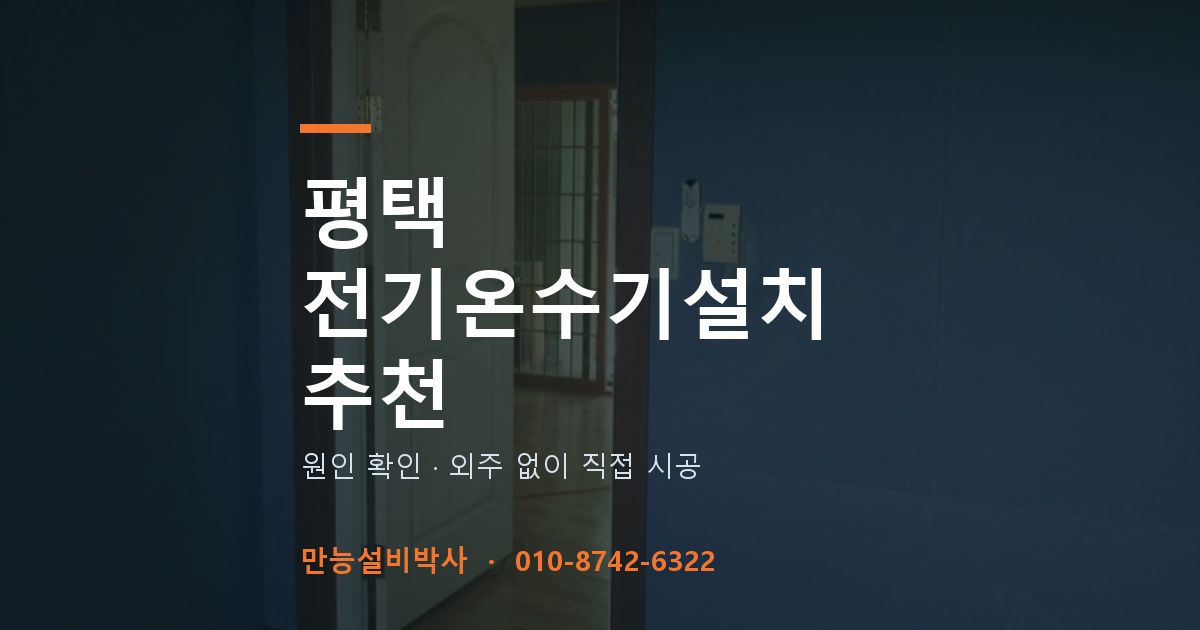 평택
전기온수기설치
추천
원인 확인 · 외주 없이 직접 시공
만능설비박사 · 010-8742-6322